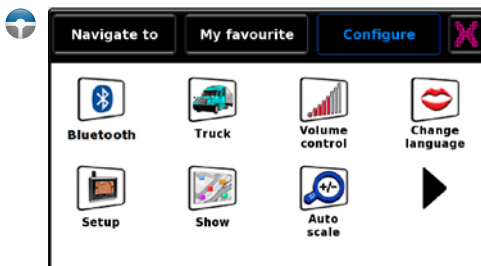 Navigate to My favourite Configure
Bluetooth Truck Volume control Change language
Setup Show Auto scale